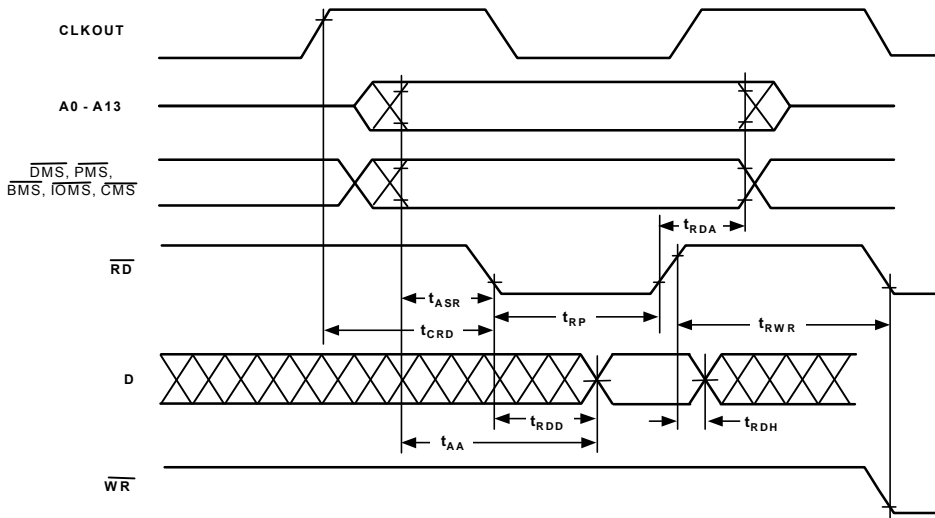 CLKOUT
A0 - A13
DMS, PMS,
BMS, IOMS, CMS
tRDA
RD
tASR
tRP
tCRD
tRWR
D
tRDD
tRDH
tAA
WR